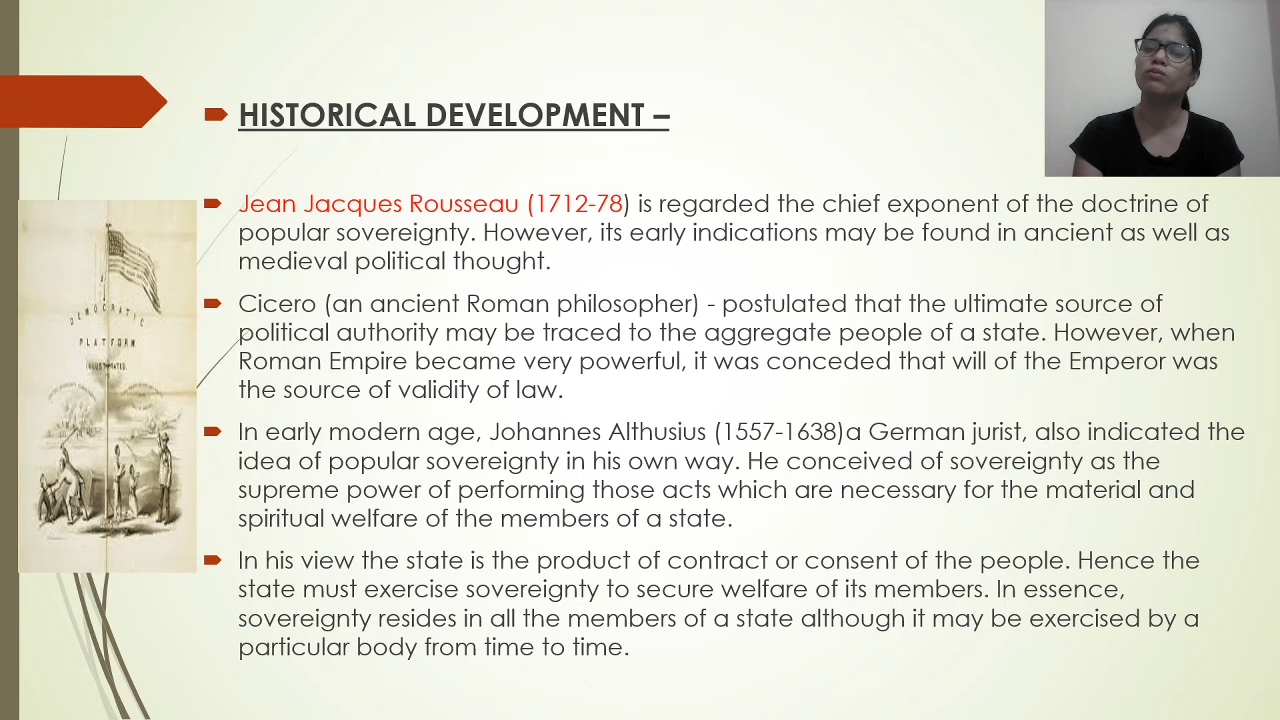 HISTORICAL DEVELOPMENT –
Jean Jacques Rousseau (1712-78) is regarded the chief exponent of the doctrine of
popular sovereignty. However, its early indications may be found in ancient as well as
medieval political thought.
Cicero (an ancient Roman philosopher) - postulated that the ultimate source of
political authority may be traced to the aggregate people of a state. However, when
Roman Empire became very powerful, it was conceded that will of the Emperor was
the source of validity of law.
In early modern age, Johannes Althusius (1557-1638)a German jurist, also indicated the
idea of popular sovereignty in his own way. He conceived of sovereignty as the
supreme power of performing those acts which are necessary for the material and
spiritual welfare of the members of a state.
In his view the state is the product of contract or consent of the people. Hence the
state must exercise sovereignty to secure welfare of its members. In essence,
sovereignty resides in all the members of a state although it may be exercised by a
particular body from time to time.
DEMOCRATIC
PLATFORM
ILLUSTRATED.